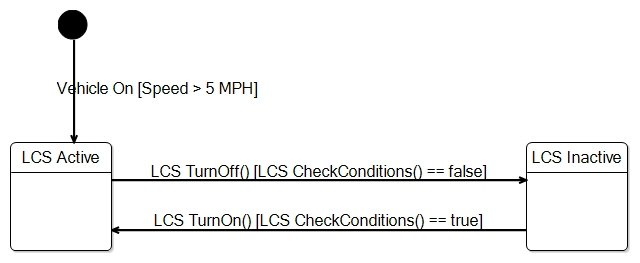 Vehicle On [Speed > 5 MPH]
LCS Active
LCS Inactive
LCS TurnOff() [LCS CheckConditions() == false]
LCS TurnOn() [LCS CheckConditions() == true]